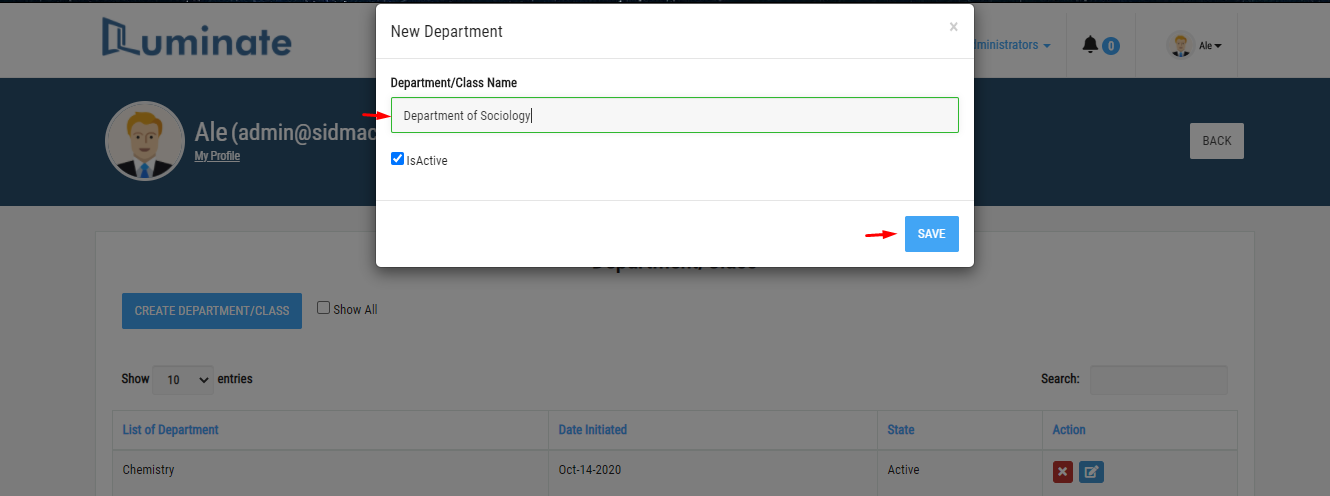 New Department
×
Luminate
ministrators
0
Ale
Department/Class Name
Department of Sociology
Ale (admin@sidmac
My Profile
BACK
IsActive
SAVE
Department/Class
CREATE DEPARTMENT/CLASS
Show All
Show 10 entries
Search:
List of Department Date Initiated State Action
Chemistry Oct-14-2020 Active